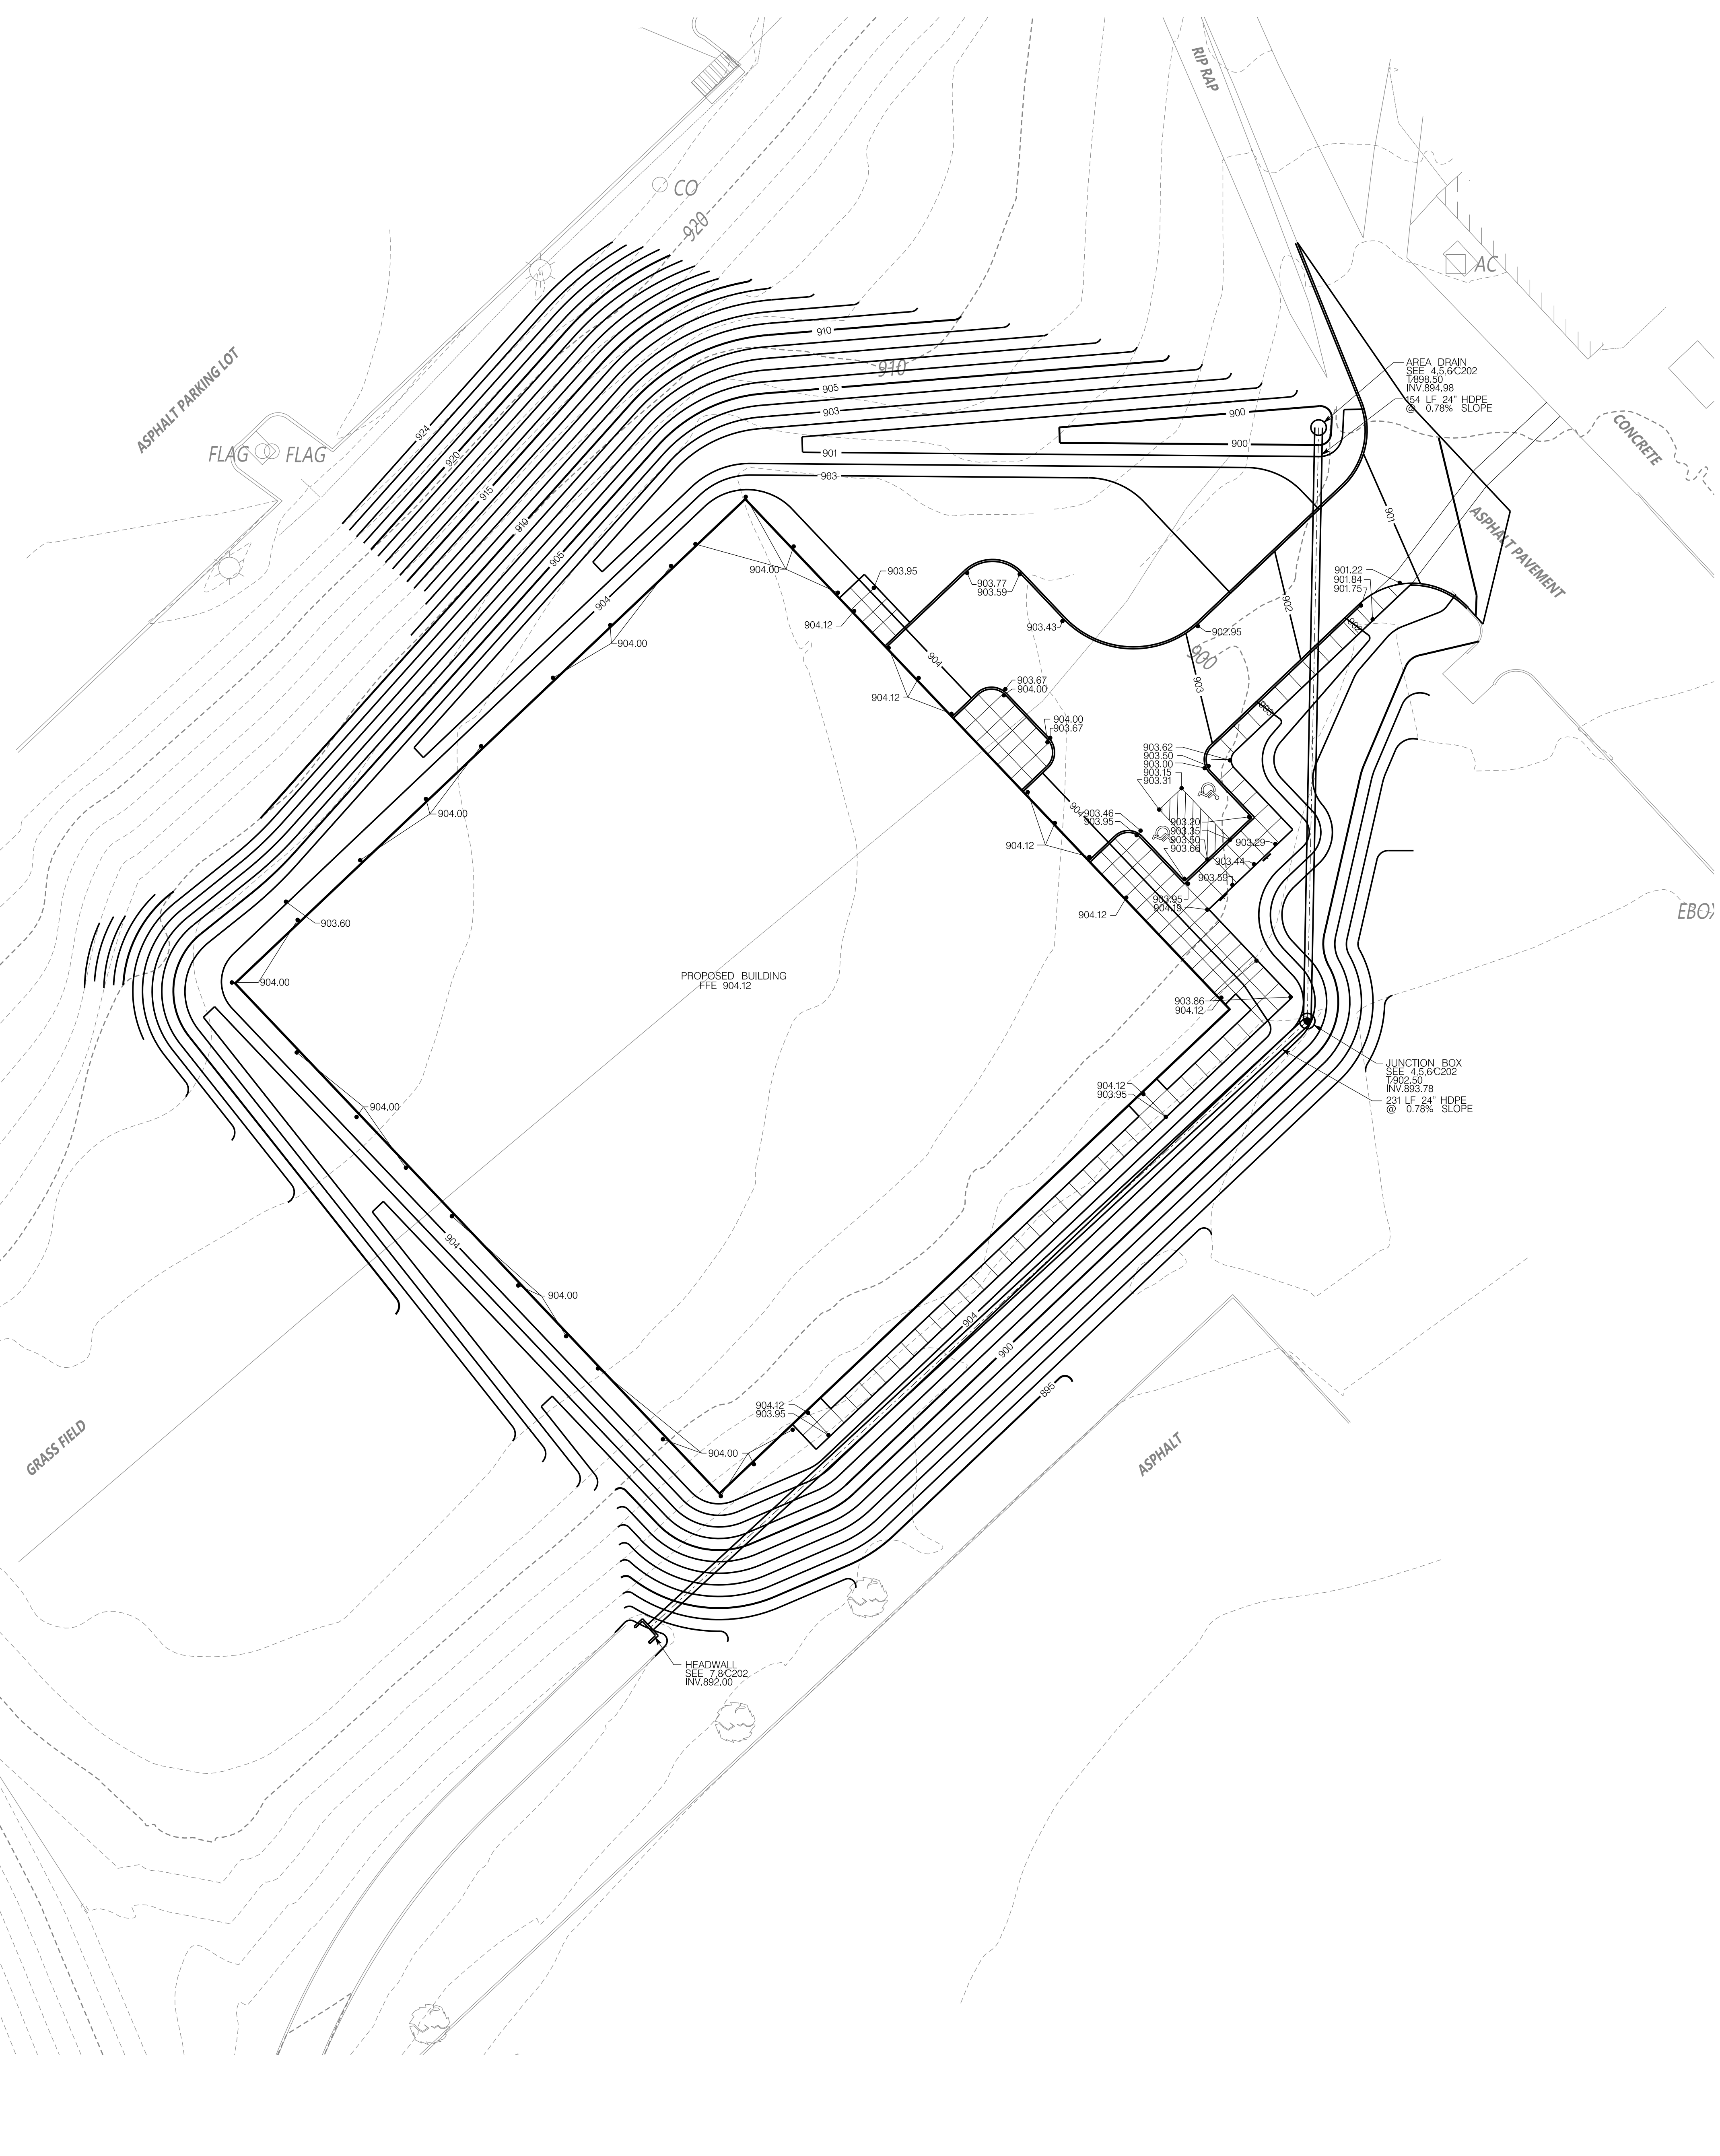 RIP RAP
CO
920
AC
ASPHALT PARKING LOT
910
910
AREA DRAIN
SEE 4,5,6/C202
T/898.50
INV.894.98
154 LF 24" HDPE
@ 0.78% SLOPE
905
903
900
900
901
903
924
920
915
910
905
904
FLAG
FLAG
CONCRETE
ASPHALT PAVEMENT
901
904.00
903.95
904.12
903.77
903.59
903.43
902.95
900
902
903
901.22
901.84
901.75
902
903
904.00
904
904.12
903.67
904.00
904.00
903.67
903.62
903.50
903.00
903.15
903.31
904
903.46
903.95
903.20
903.35
903.50
903.66
903.29
903.44
903.59
903.95
904.19
904.12
904.12
904.00
903.60
904.00
EBOX
PROPOSED BUILDING
FFE 904.12
903.86
904.12
JUNCTION BOX
SEE 4,5,6/C202
T/902.50
INV.893.78
231 LF 24" HDPE
@ 0.78% SLOPE
904.12
903.95
904.00
904
904.00
904
900
895
904.12
903.95
904.00
GRASS FIELD
ASPHALT
HEADWALL
SEE 7,8/C202
INV.892.00